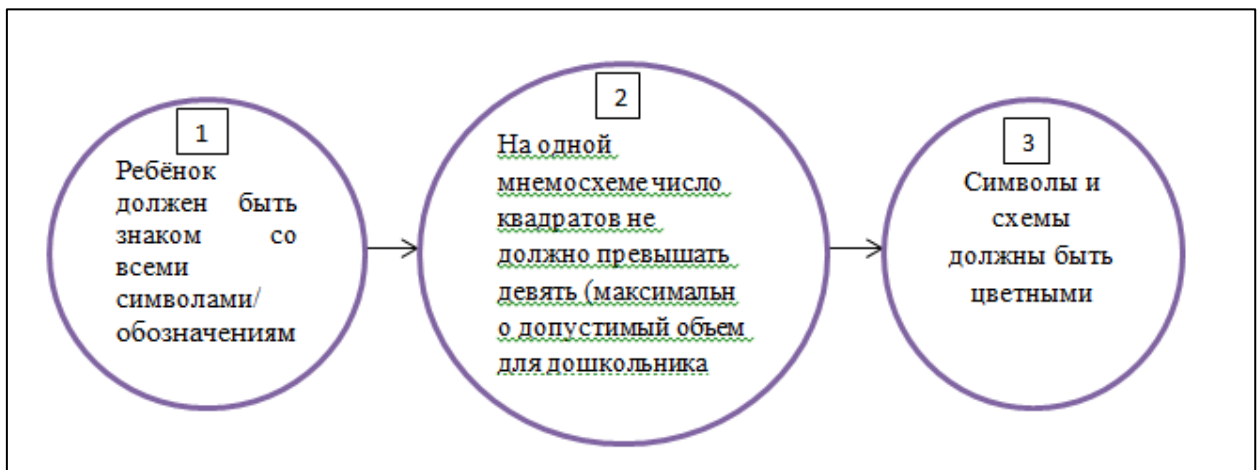 1
Ребёнок
должен быть
знаком со
всеми
символами/
обозначениям
2
На одной
мнемосхеме число
квадратов не
должно превышать
девять (максимальн
о допустимый объем
для дошкольника
3
Символы и
схемы
должны быть
цветными